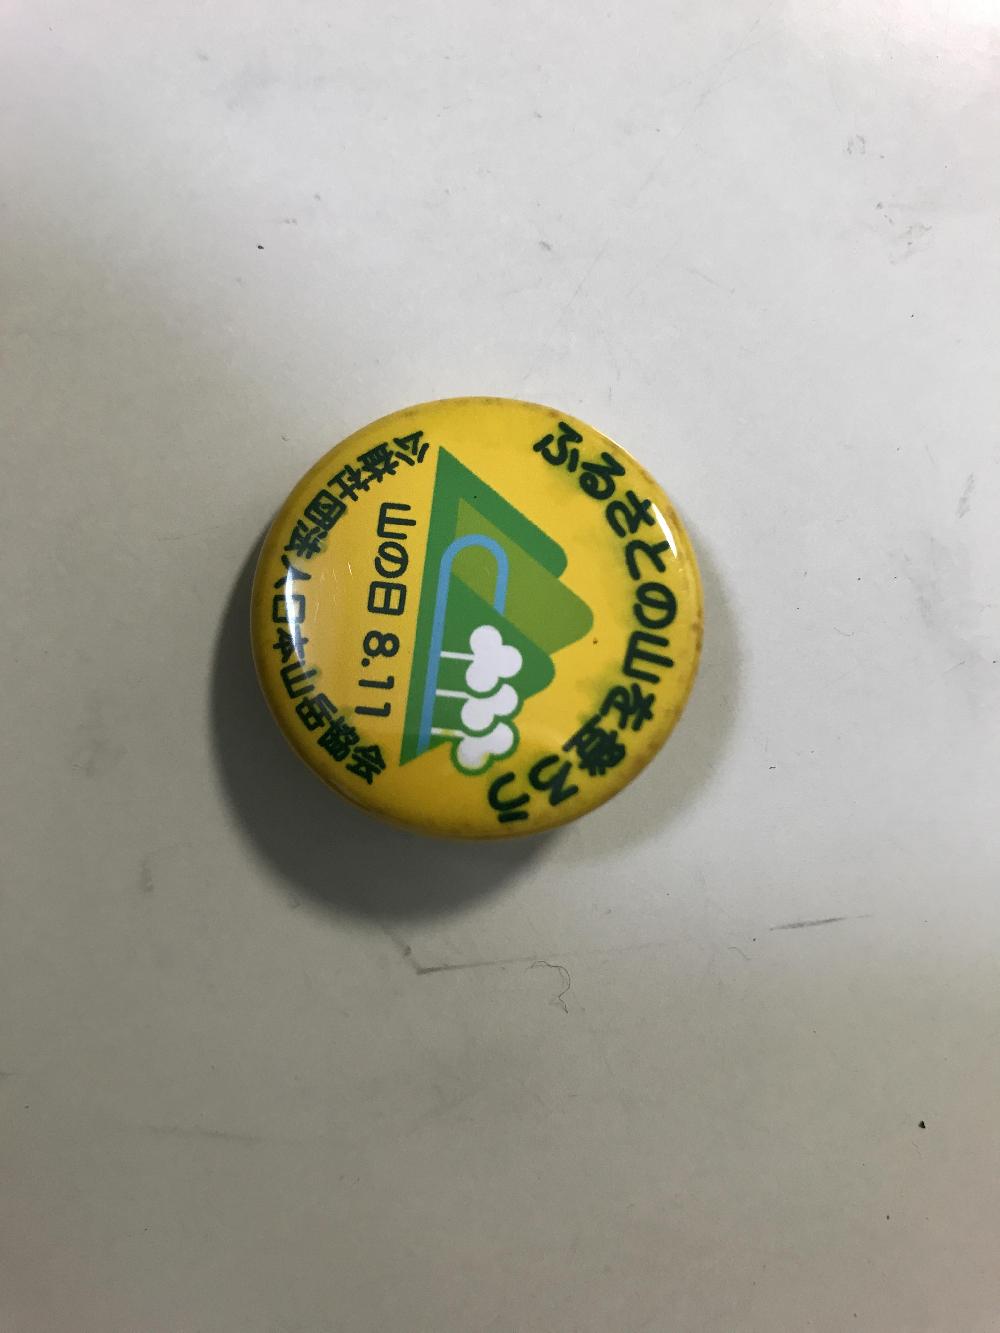 ふるさとの山を登ろう
山の日 8.11
公益社団法人日本山岳協会